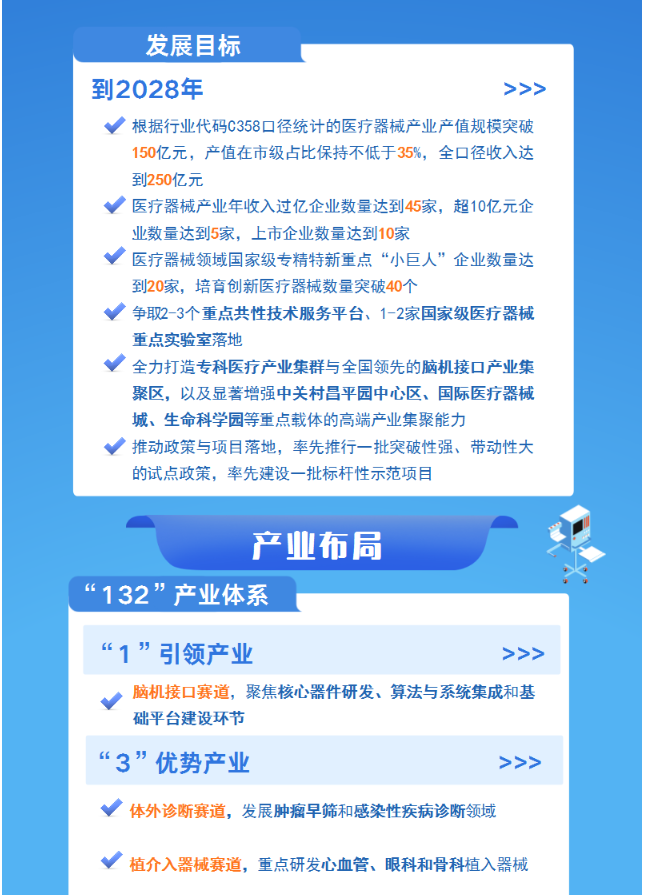 发展目标
到2028年
>>>
根据行业代码C358口径统计的医疗器械产业产值规模突破
150亿元，产值在市级占比保持不低于35%，全口径收入达
到250亿元
医疗器械产业年收入过亿企业数量达到45家，超10亿元企
业数量达到5家，上市企业数量达到10家
医疗器械领域国家级专精特新重点“小巨人”企业数量达
到20家，培育创新医疗器械数量突破40个
争取2-3个重点共性技术服务平台、1-2家国家级医疗器械
重点实验室落地
全力打造专科医疗产业集群与全国领先的脑机接口产业集
聚区，以及显著增强中关村昌平园中心区、国际医疗器械
城、生命科学园等重点载体的高端产业集聚能力
推动政策与项目落地，率先推行一批突破性强、带动性大
的试点政策，率先建设一批标杆性示范项目
产业布局
“132”产业体系
“1”引领产业
>>>
脑机接口赛道，聚焦核心器件研发、算法与系统集成和基
础平台建设环节
“3”优势产业
>>>
体外诊断赛道，发展肿瘤早筛和感染性疾病诊断领域
植介入器械赛道，重点研发心血管、眼科和骨科植入器械